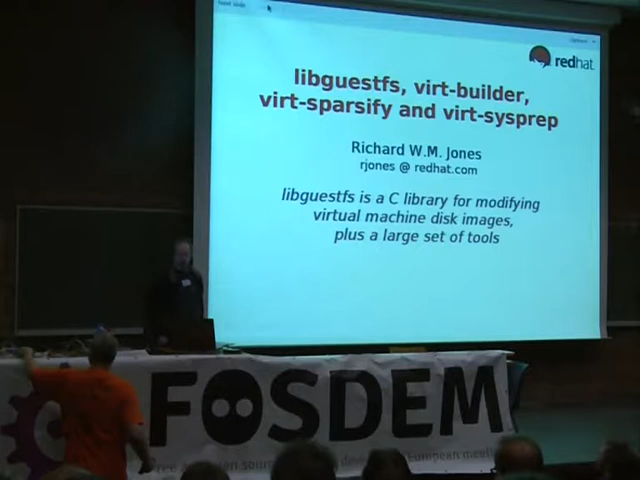 redhat
libguestfs, virt-builder,
virt-sparsify and virt-sysprep
Richard W.M. Jones
rjones @ redhat.com
libguestfs is a C library for modifying
virtual machine disk images,
plus a large set of tools
FOSDEM